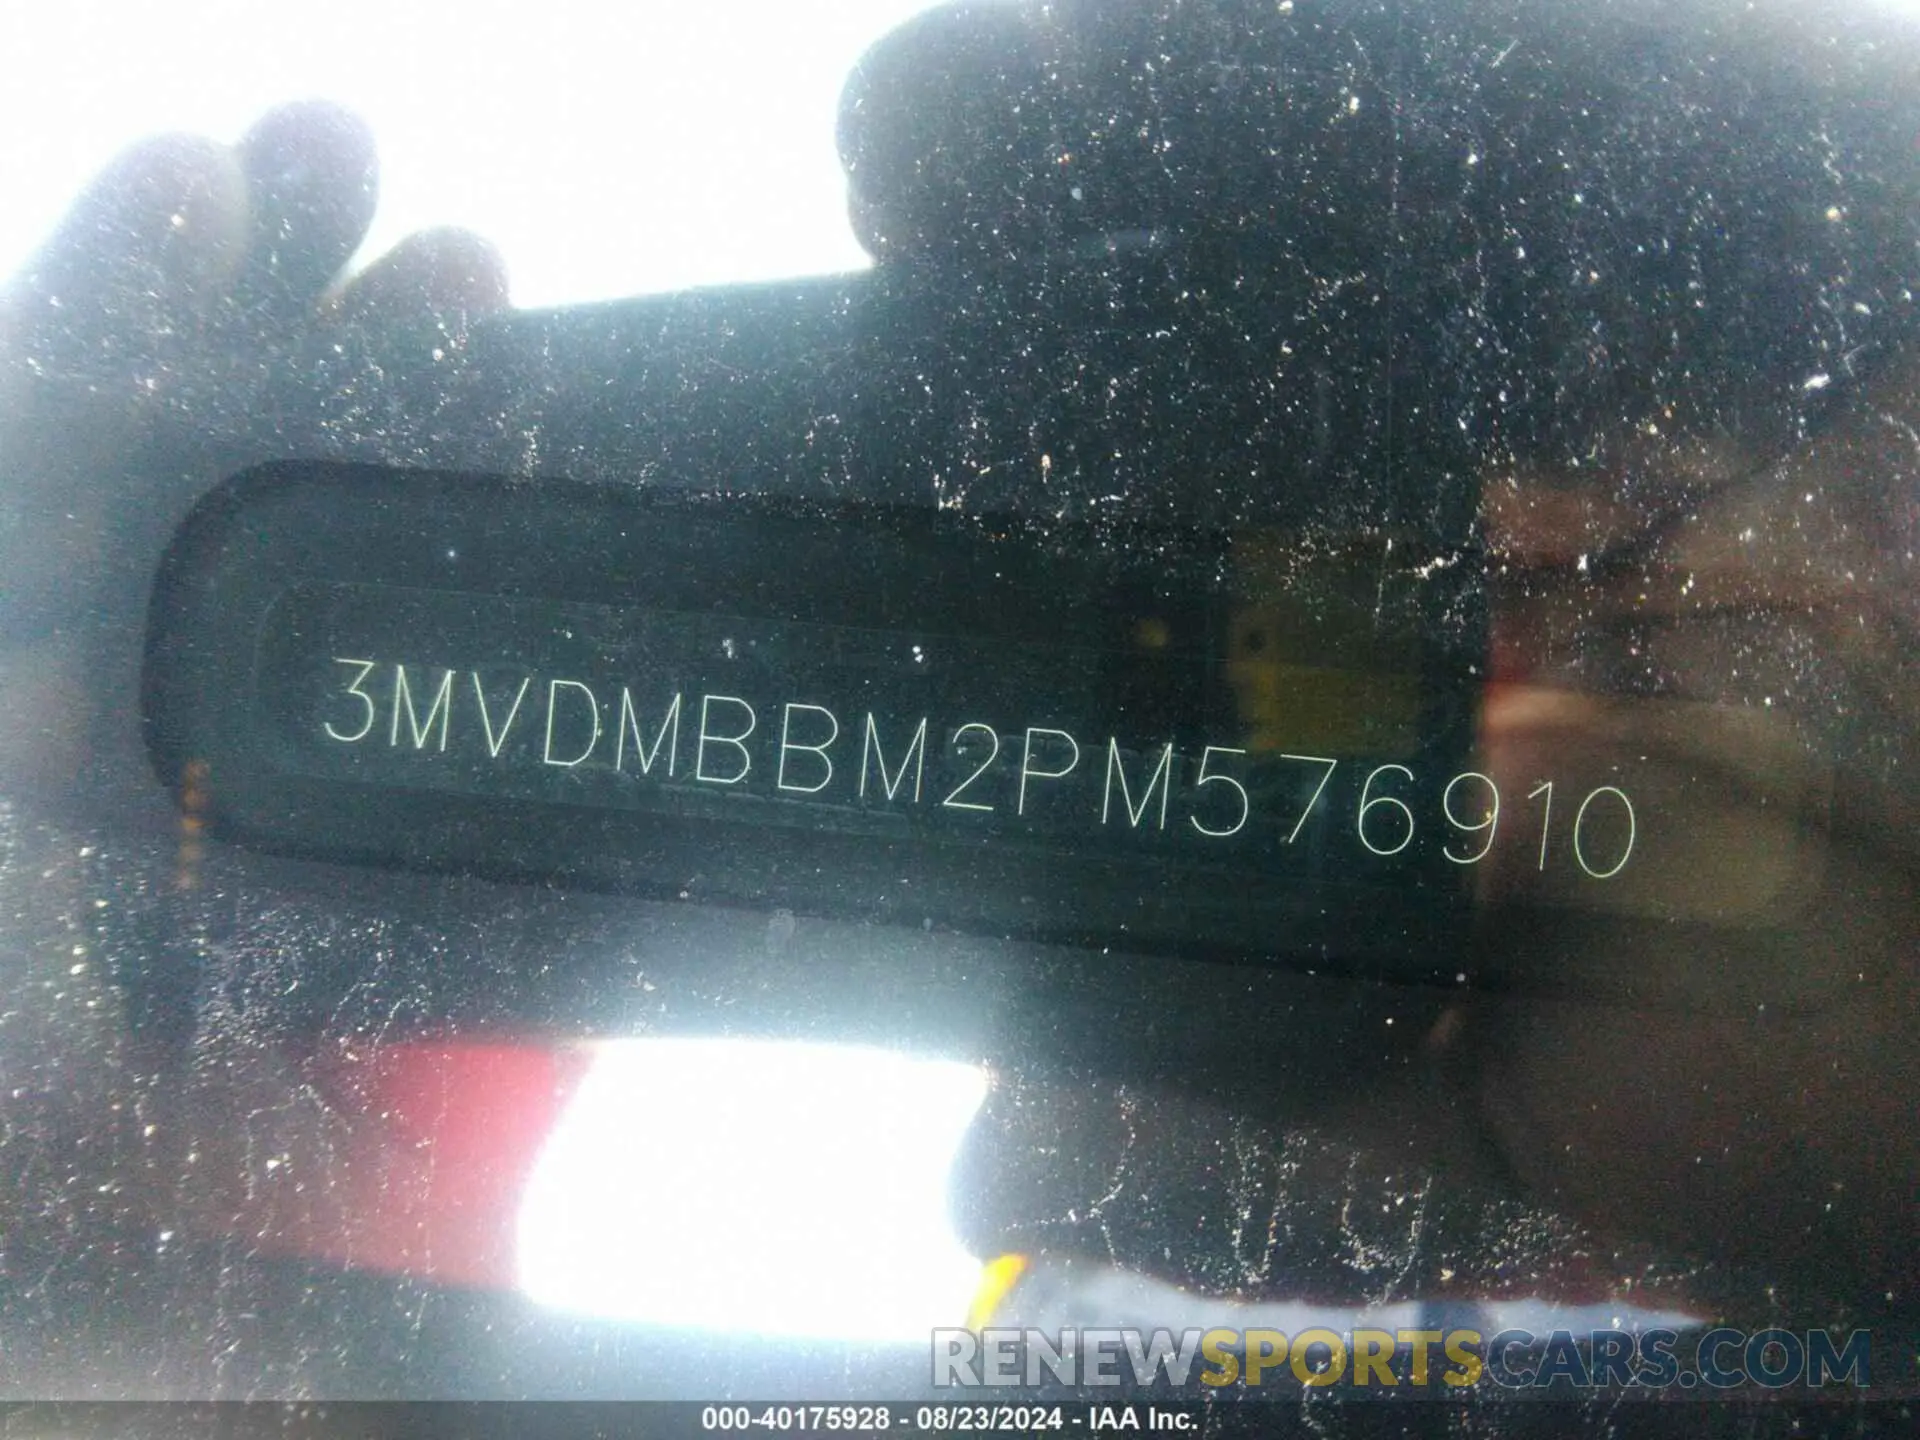 3MVDMBBM2PM576910
RENEWSPORTSCARS.COM
000-40175928 - 08/23/2024 - IAA Inc.